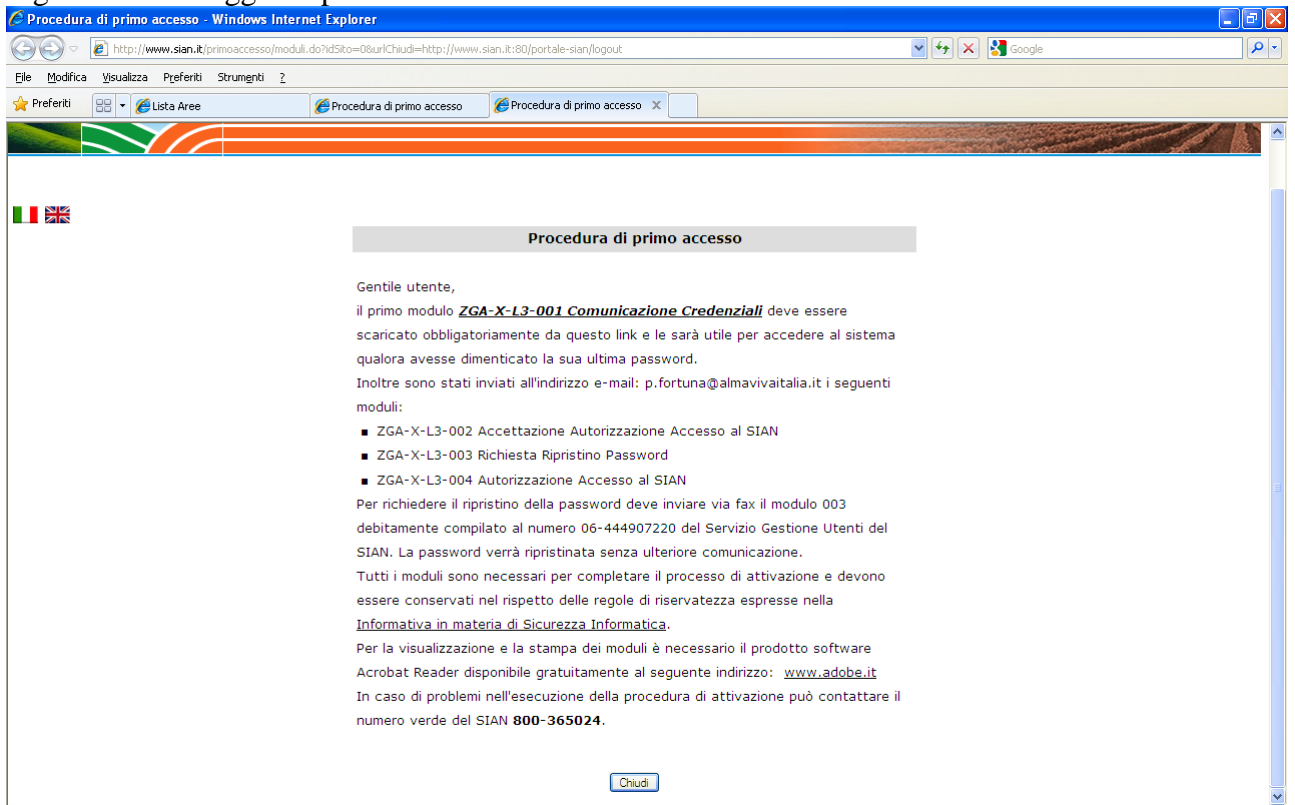 Procedura di primo accesso - Windows Internet Explorer
http://www.sian.it/primoaccesso/moduli.do?idSito=0&urlChiudi=http://www.sian.it:80/portale-sian/logout
Google
File Modifica Visualizza Preferiti Strumenti ?
Preferiti Lista Aree Procedura di primo accesso Procedura di primo accesso X
Procedura di primo accesso
Gentile utente,
il primo modulo ZGA-X-L3-001 Comunicazione Credenziali deve essere
scaricato obbligatoriamente da questo link e le sarà utile per accedere al sistema
qualora avesse dimenticato la sua ultima password.
Inoltre sono stati inviati all'indirizzo e-mail: p.fortuna@almavivaitalia.it i seguenti
moduli:
▪ ZGA-X-L3-002 Accettazione Autorizzazione Accesso al SIAN
▪ ZGA-X-L3-003 Richiesta Ripristino Password
▪ ZGA-X-L3-004 Autorizzazione Accesso al SIAN
Per richiedere il ripristino della password deve inviare via fax il modulo 003
debitamente compilato al numero 06-444907220 del Servizio Gestione Utenti del
SIAN. La password verrà ripristinata senza ulteriore comunicazione.
Tutti i moduli sono necessari per completare il processo di attivazione e devono
essere conservati nel rispetto delle regole di riservatezza espresse nella
Informativa in materia di Sicurezza Informatica.
Per la visualizzazione e la stampa dei moduli è necessario il prodotto software
Acrobat Reader disponibile gratuitamente al seguente indirizzo: www.adobe.it
In caso di problemi nell'esecuzione della procedura di attivazione può contattare il
numero verde del SIAN 800-365024.
Chiudi